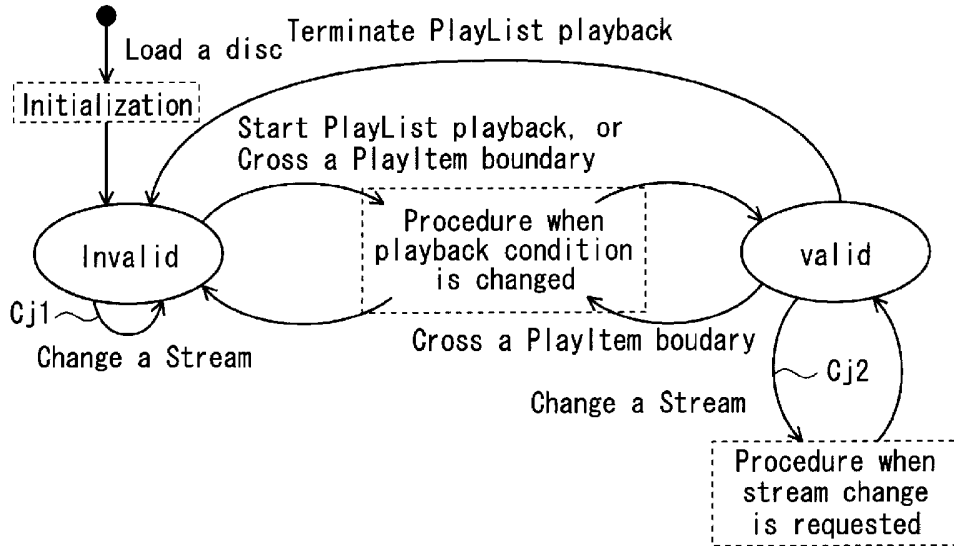 Terminate PlayList playback
Load a disc
Initialization
Start PlayList playback, or
Cross a PlayItem boundary
Procedure when
playback condition
is changed
Invalid
valid
Cj1
Change a Stream
Cross a PlayItem boudary
Cj2
Change a Stream
Procedure when
stream change
is requested